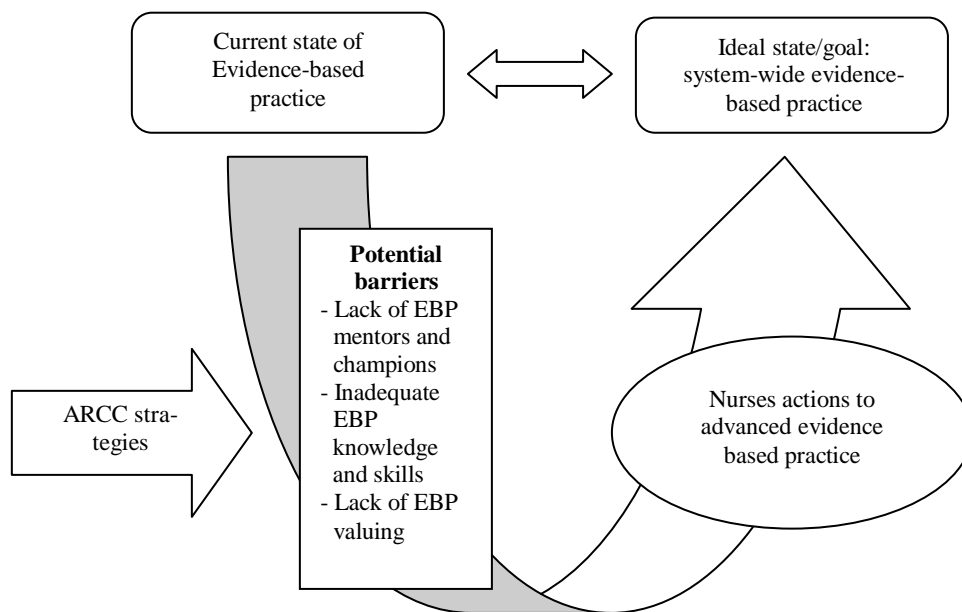 Current state of
Evidence-based
practice
Ideal state/goal:
system-wide evidence-
based practice
Potential
barriers
- Lack of EBP
mentors and
champions
- Inadequate
EBP
knowledge
and skills
- Lack of EBP
valuing
ARCC stra-
tegies
Nurses actions to
advanced evidence
based practice